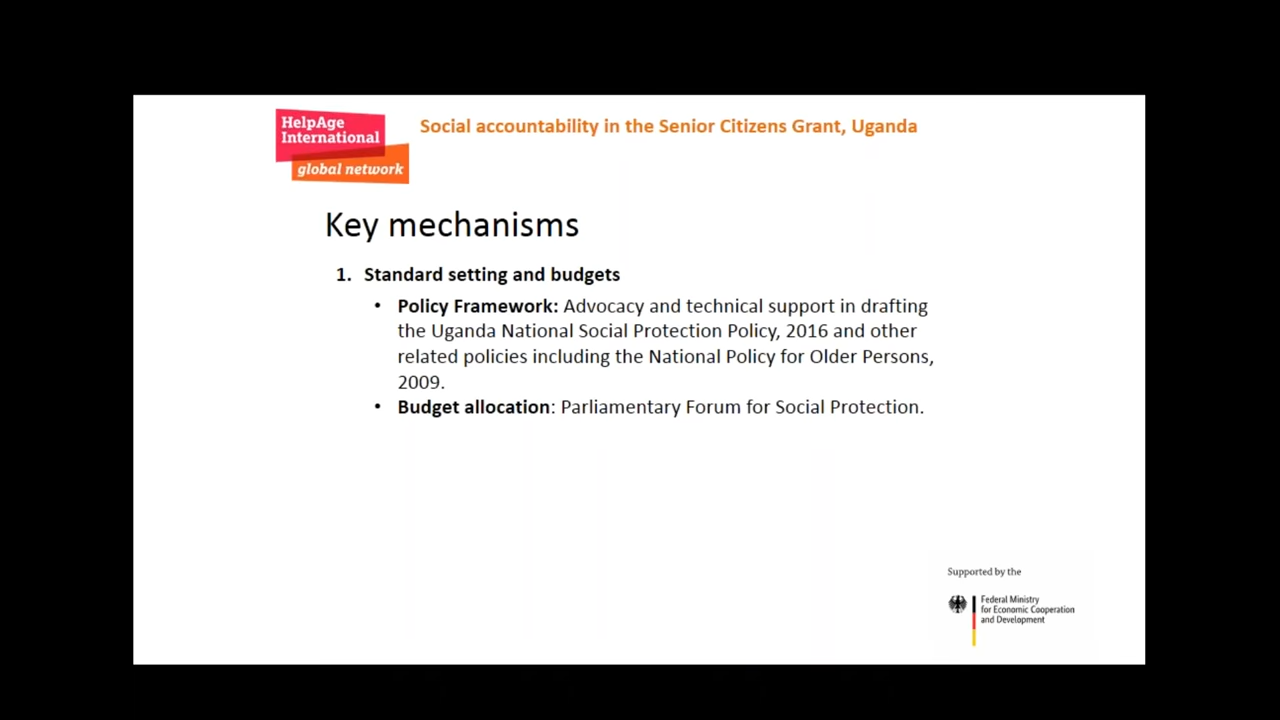 HelpAge
International
global network
Social accountability in the Senior Citizens Grant, Uganda
Key mechanisms
1. Standard setting and budgets
• Policy Framework: Advocacy and technical support in drafting
the Uganda National Social Protection Policy, 2016 and other
related policies including the National Policy for Older Persons,
2009.
• Budget allocation: Parliamentary Forum for Social Protection.
Supported by the
Federal Ministry
for Economic Cooperation
and Development